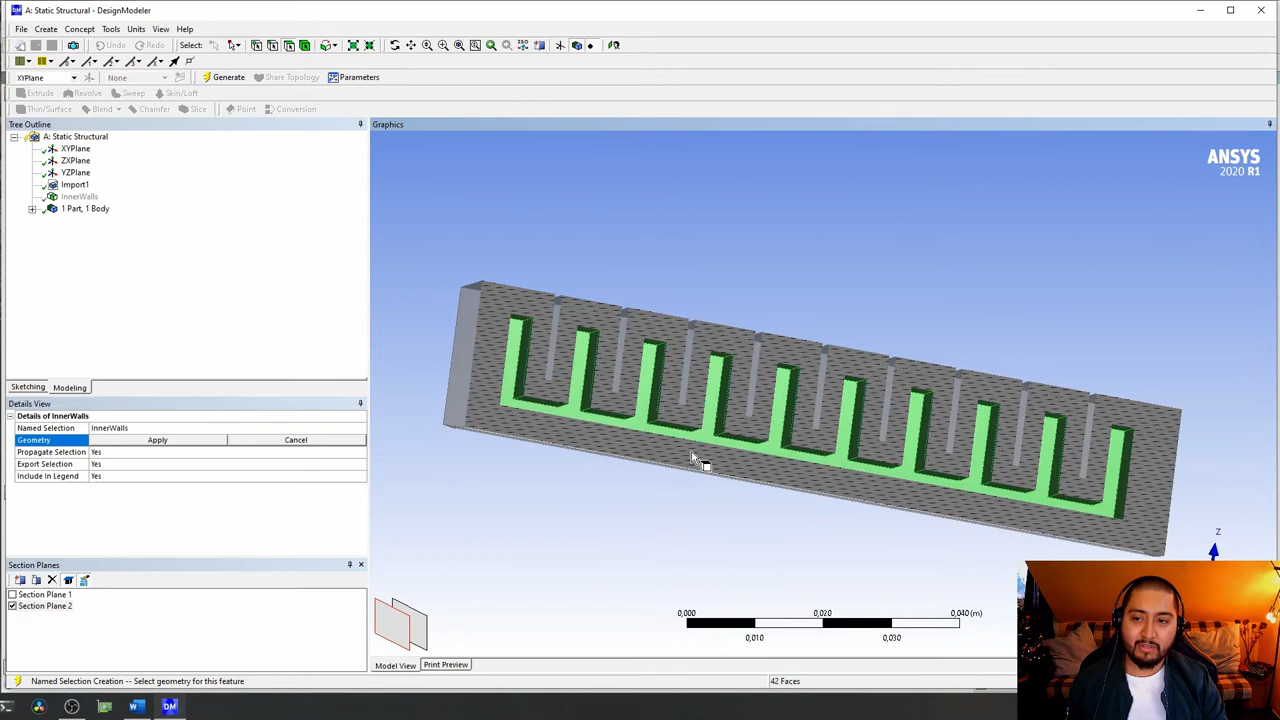 A: Static Structural - DesignModeler
File Create Concept Tools Units View Help
Undo Redo Select:
XYPlane None Generate Share Topology Parameters
Extrude Revolve Sweep Skin/Loft
Thin/Surface Blend Chamfer Slice Point Conversion
Tree Outline
A: Static Structural
XYPlane
ZXPlane
YZPlane
Import1
InnerWalls
1 Part, 1 Body
Sketching Modeling
Details View
Details of InnerWalls
Named Selection InnerWalls
Geometry Apply Cancel
Propagate Selection Yes
Export Selection Yes
Include In Legend Yes
Section Planes
Section Plane 1
Section Plane 2
Graphics
ANSYS
2020 R1
Z
0,000 0,020 0,040 (m)
0,010 0,030
Model View Print Preview
Named Selection Creation -- Select geometry for this feature 42 Faces
DM